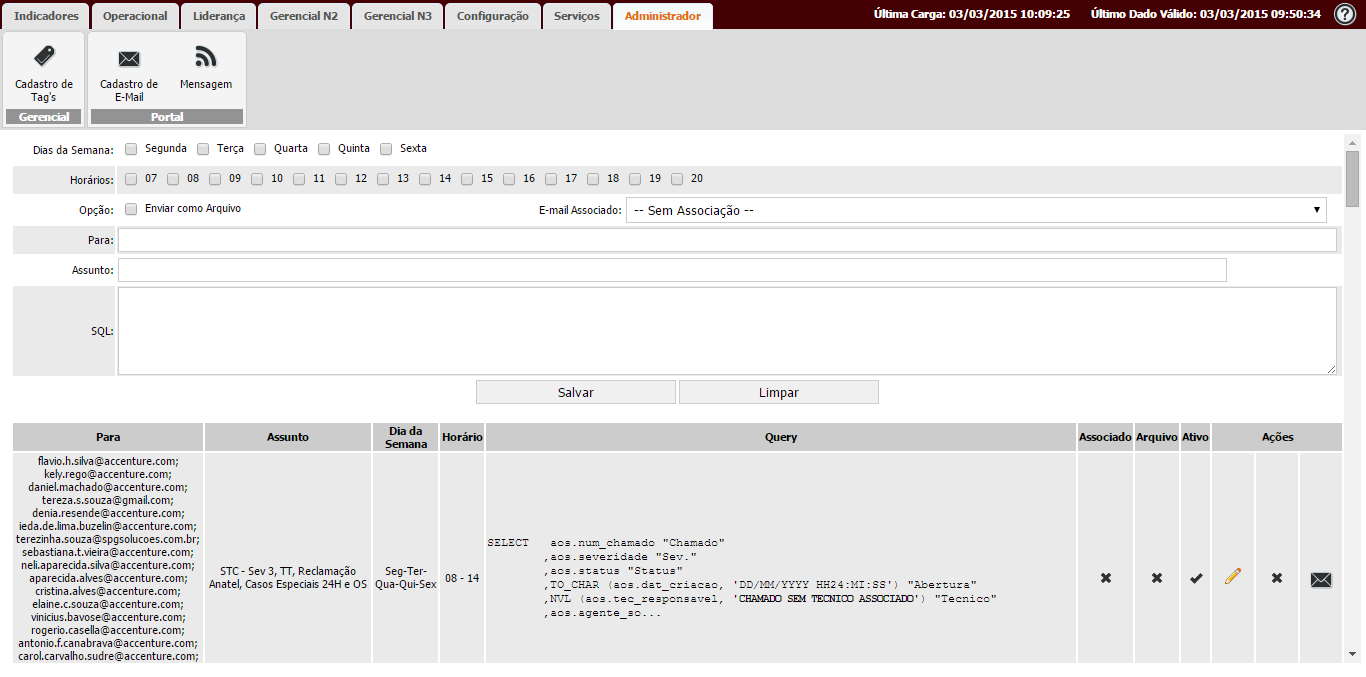 Indicadores Operacional Liderança Gerencial N2 Gerencial N3 Configuração Serviços Administrador Última Carga: 03/03/2015 10:09:25 Último Dado Válido: 03/03/2015 09:50:34 ?
Cadastro de Tag's
Gerencial
Cadastro de E-Mail
Mensagem
Portal
Dias da Semana: Segunda Terça Quarta Quinta Sexta
Horários: 07 08 09 10 11 12 13 14 15 16 17 18 19 20
Opção: Enviar como Arquivo E-mail Associado: -- Sem Associação --
Para:
Assunto:
SQL:
Salvar Limpar
Para Assunto Dia da Semana Horário Query Associado Arquivo Ativo Ações
flavio.h.silva@accenture.com;
kely.rego@accenture.com;
daniel.machado@accenture.com;
tereza.s.souza@gmail.com;
denia.resende@accenture.com;
ieda.de.lima.buzelin@accenture.com;
terezinha.souza@spgsolucoes.com.br;
sebastiana.t.vieira@accenture.com;
neli.aparecida.silva@accenture.com;
aparecida.alves@accenture.com;
cristina.alves@accenture.com;
elaine.c.souza@accenture.com;
vinicius.bavose@accenture.com;
rogerio.casella@accenture.com;
antonio.f.canabrava@accenture.com;
carol.carvalho.sudre@accenture.com;
STC - Sev 3, TT, Reclamação
Anatel, Casos Especiais 24H e OS
Seg-Ter-
Qua-Qui-Sex
08 - 14
SELECT aos.num_chamado "Chamado"
,aos.severidade "Sev."
,aos.status "Status"
,TO_CHAR (aos.dat_criacao, 'DD/MM/YYYY HH24:MI:SS') "Abertura"
,NVL (aos.tec_responsavel, 'CHAMADO SEM TECNICO ASSOCIADO') "Tecnico"
,aos.agente_so...